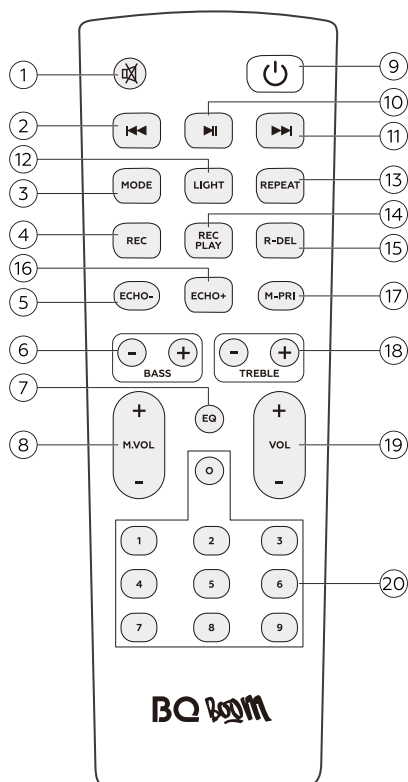 1
9
2
10
11
12
3
MODE
LIGHT
REPEAT
13
14
4
REC
REC
PLAY
R-DEL
15
16
5
ECHO-
ECHO+
M-PRI
17
6
- +
BASS
- +
TREBLE
18
7
EQ
8
+
M.VOL
-
+
VOL
-
19
0
1 2 3
4 5 6
20
7 8 9
BQ BOOM